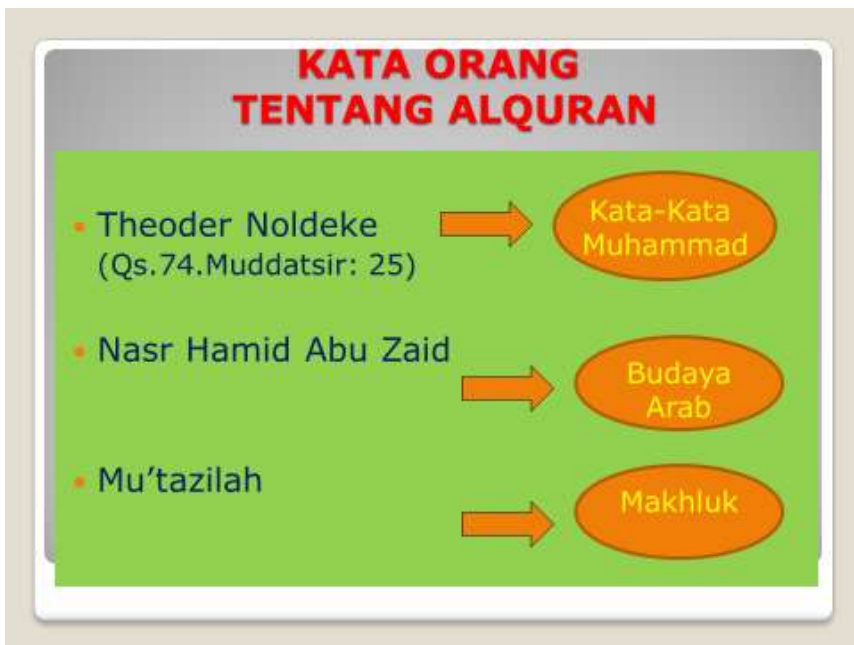 KATA ORANG
TENTANG ALQURAN
Theoder Noldeke
(Qs.74.Muddatsir: 25)
Kata-Kata
Muhammad
Nasr Hamid Abu Zaid
Budaya
Arab
Mu'tazilah
Makhluk